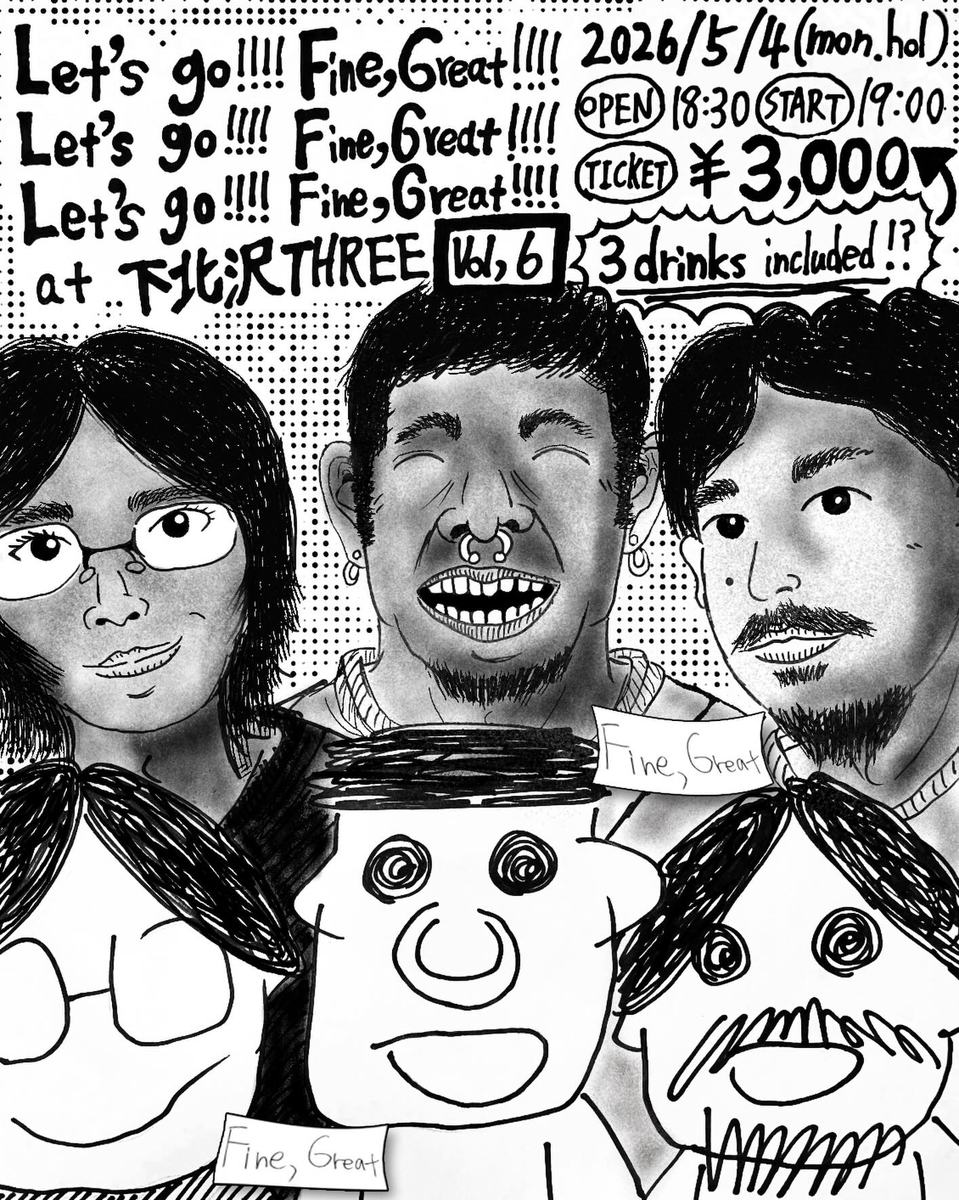 Let's go!!!! Fine,Great!!!!
Let's go!!!! Fine,Great!!!!
Let's go!!!! Fine,Great!!!!
at 下北沢THREE Vol,6
2026/5/4(mon.hol)
OPEN 18:30 START 19:00
TICKET ¥3,000
3 drinks included!?
Fine, Great
Fine, Great